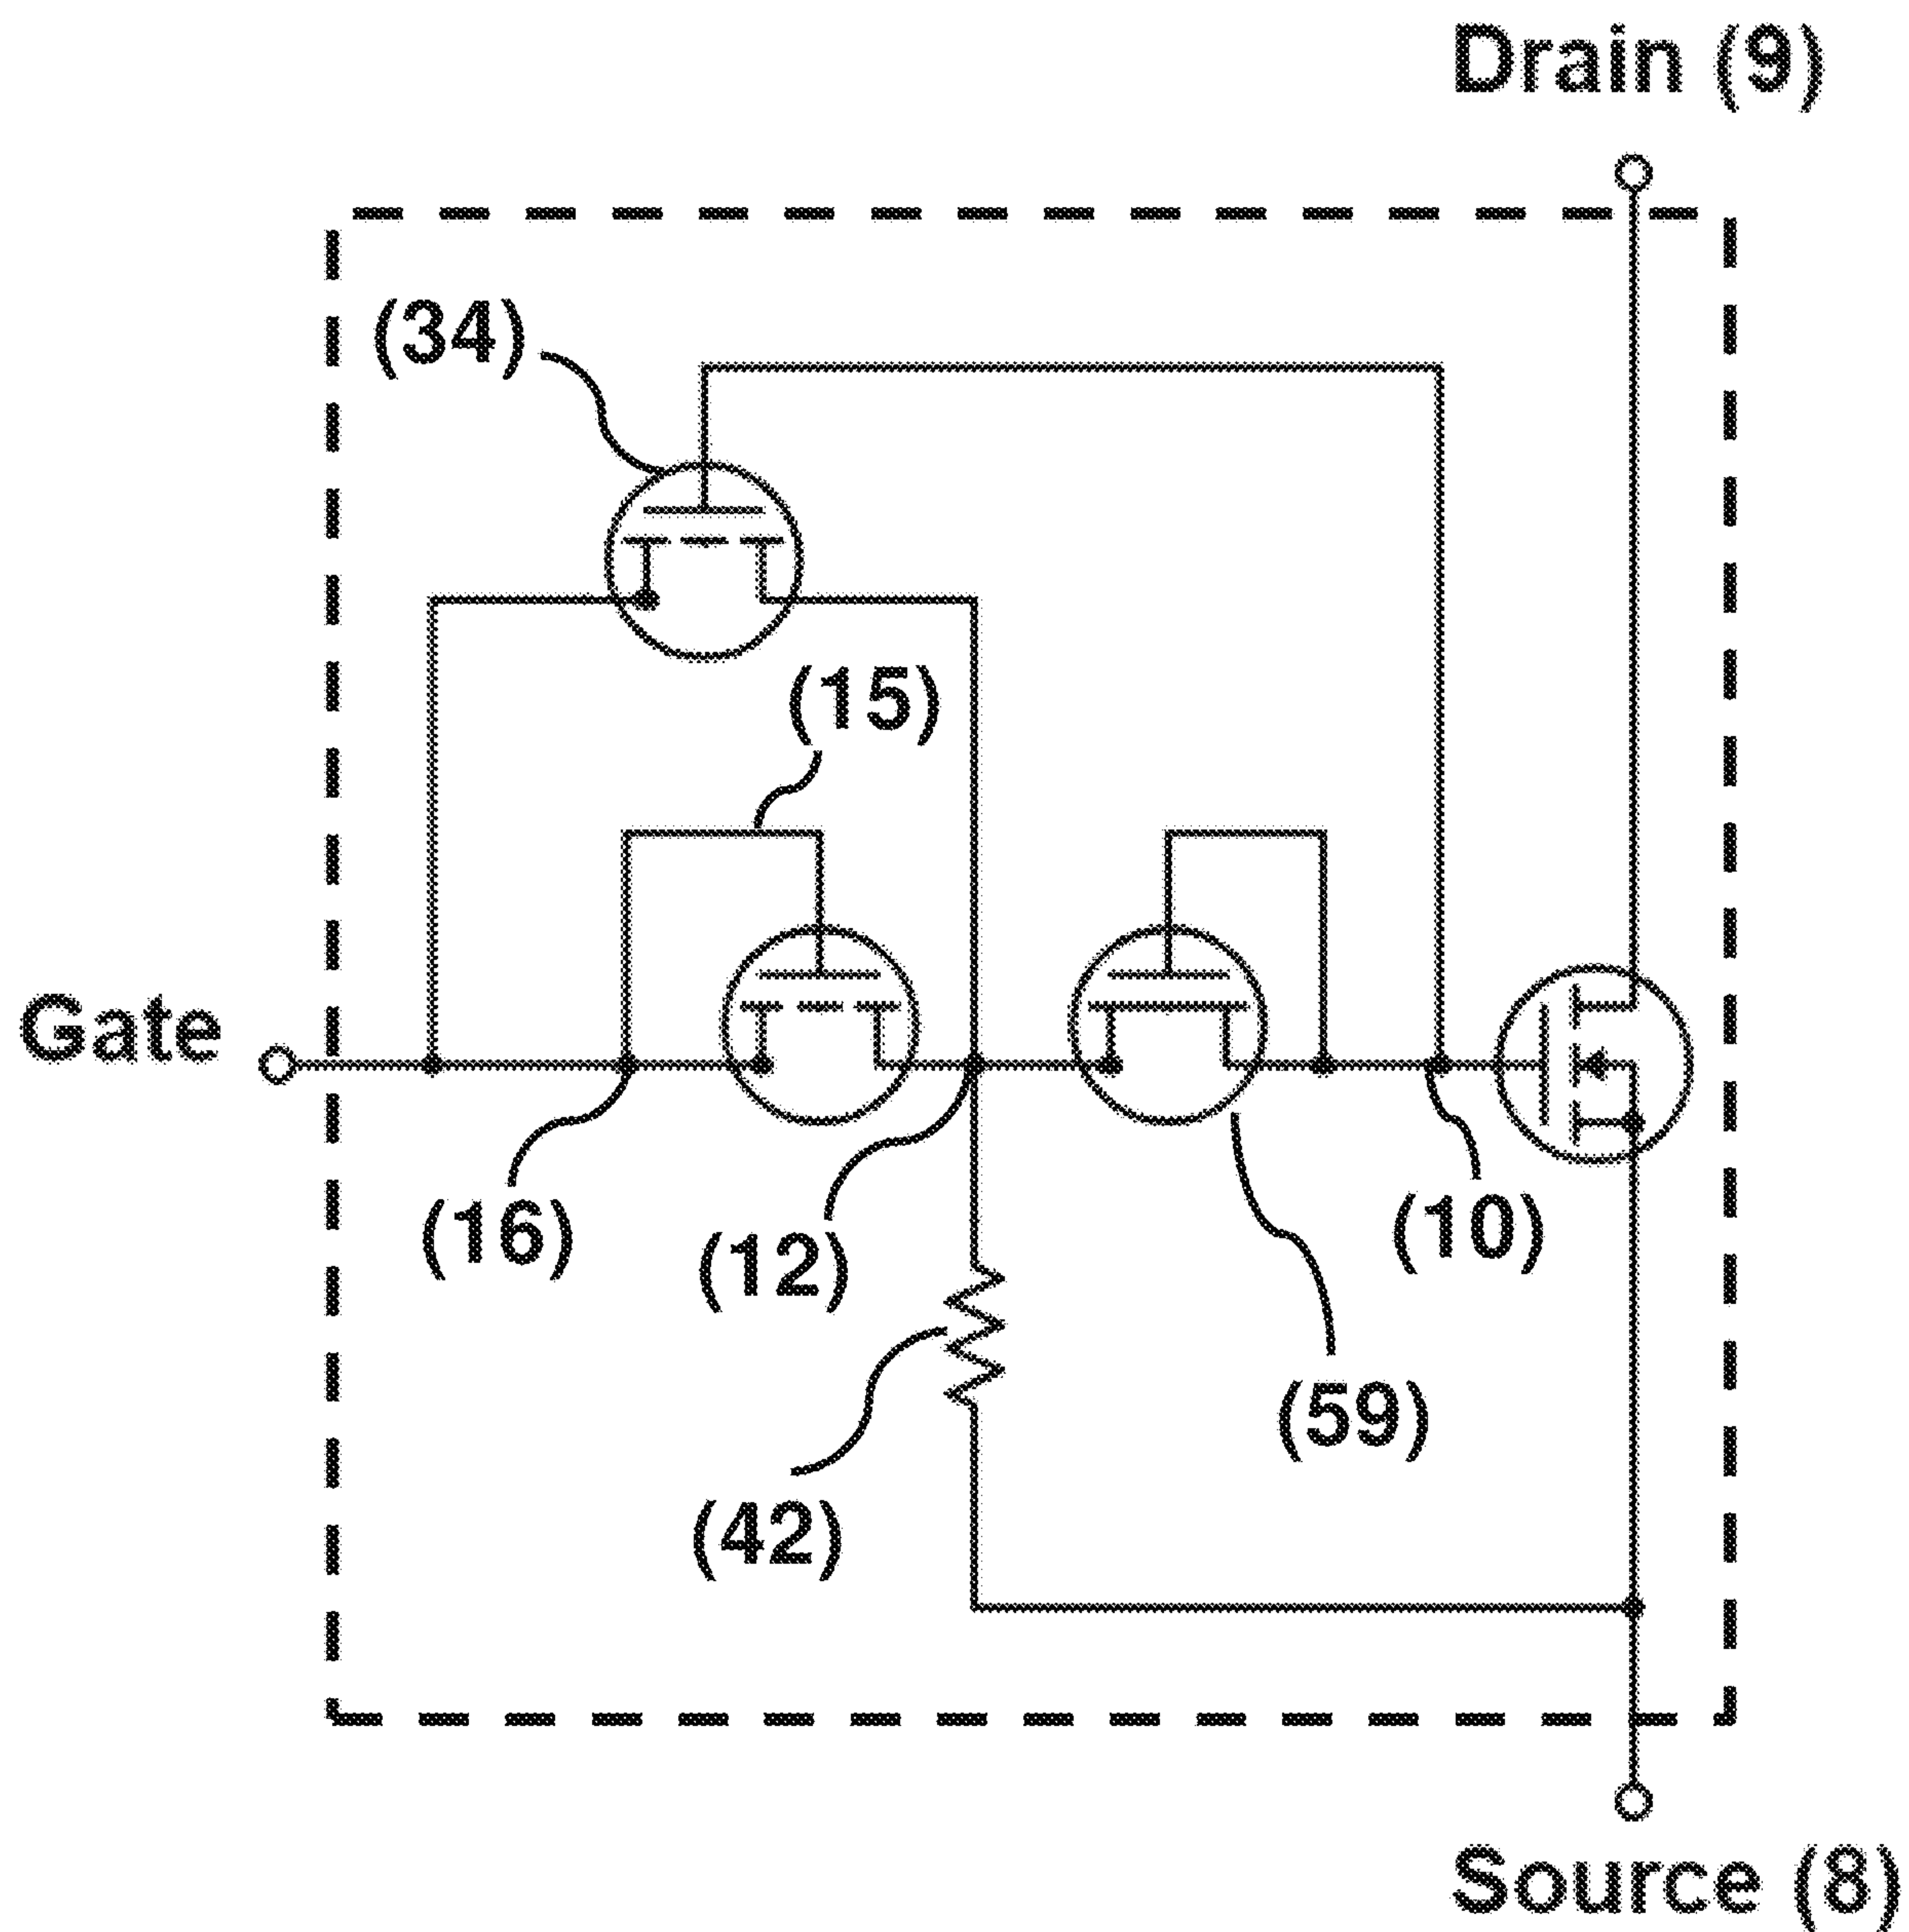 Drain (9)
(34)
(15)
Gate
(16)
(12)
(10)
(59)
(42)
Source (8)